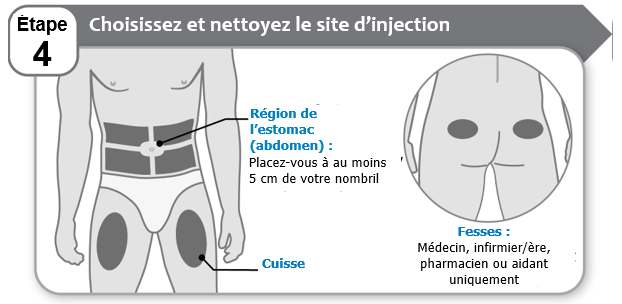 Étape
4
Choisissez et nettoyez le site d’injection
Région de
l’estomac
(abdomen) :
Placez-vous à au moins
5 cm de votre nombril
Cuisse
Fesses :
Médecin, infirmier/ère,
pharmacien ou aidant
uniquement